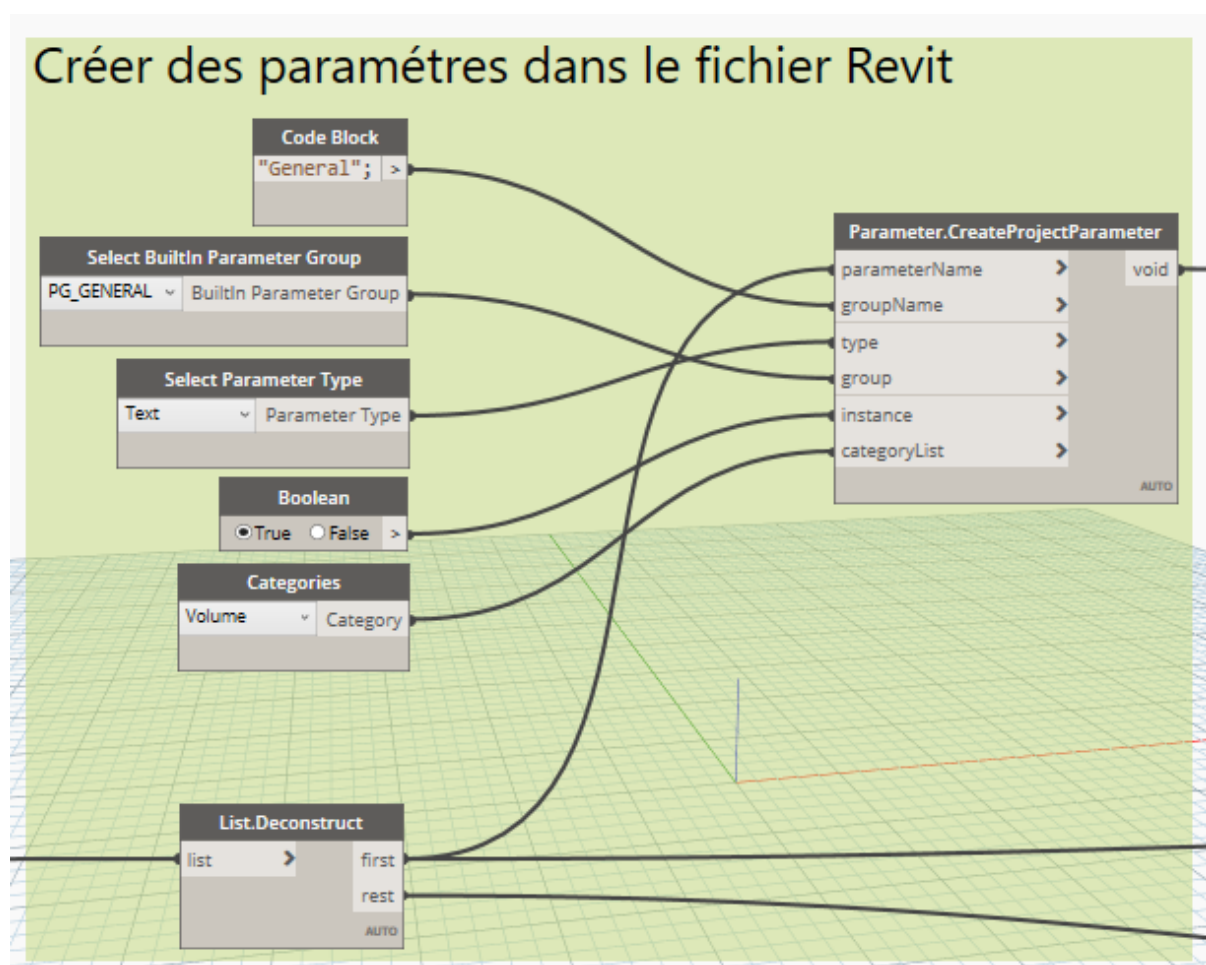 Créer des paramétres dans le fichier Revit
Code Block
"General"; >
Select BuiltIn Parameter Group
PG_GENERAL BuiltIn Parameter Group
Select Parameter Type
Text Parameter Type
Boolean
True False >
Categories
Volume Category
Parameter.CreateProjectParameter
parameterName > void
groupName >
type >
group >
instance >
categoryList >
AUTO
List.Deconstruct
list > first
rest
AUTO